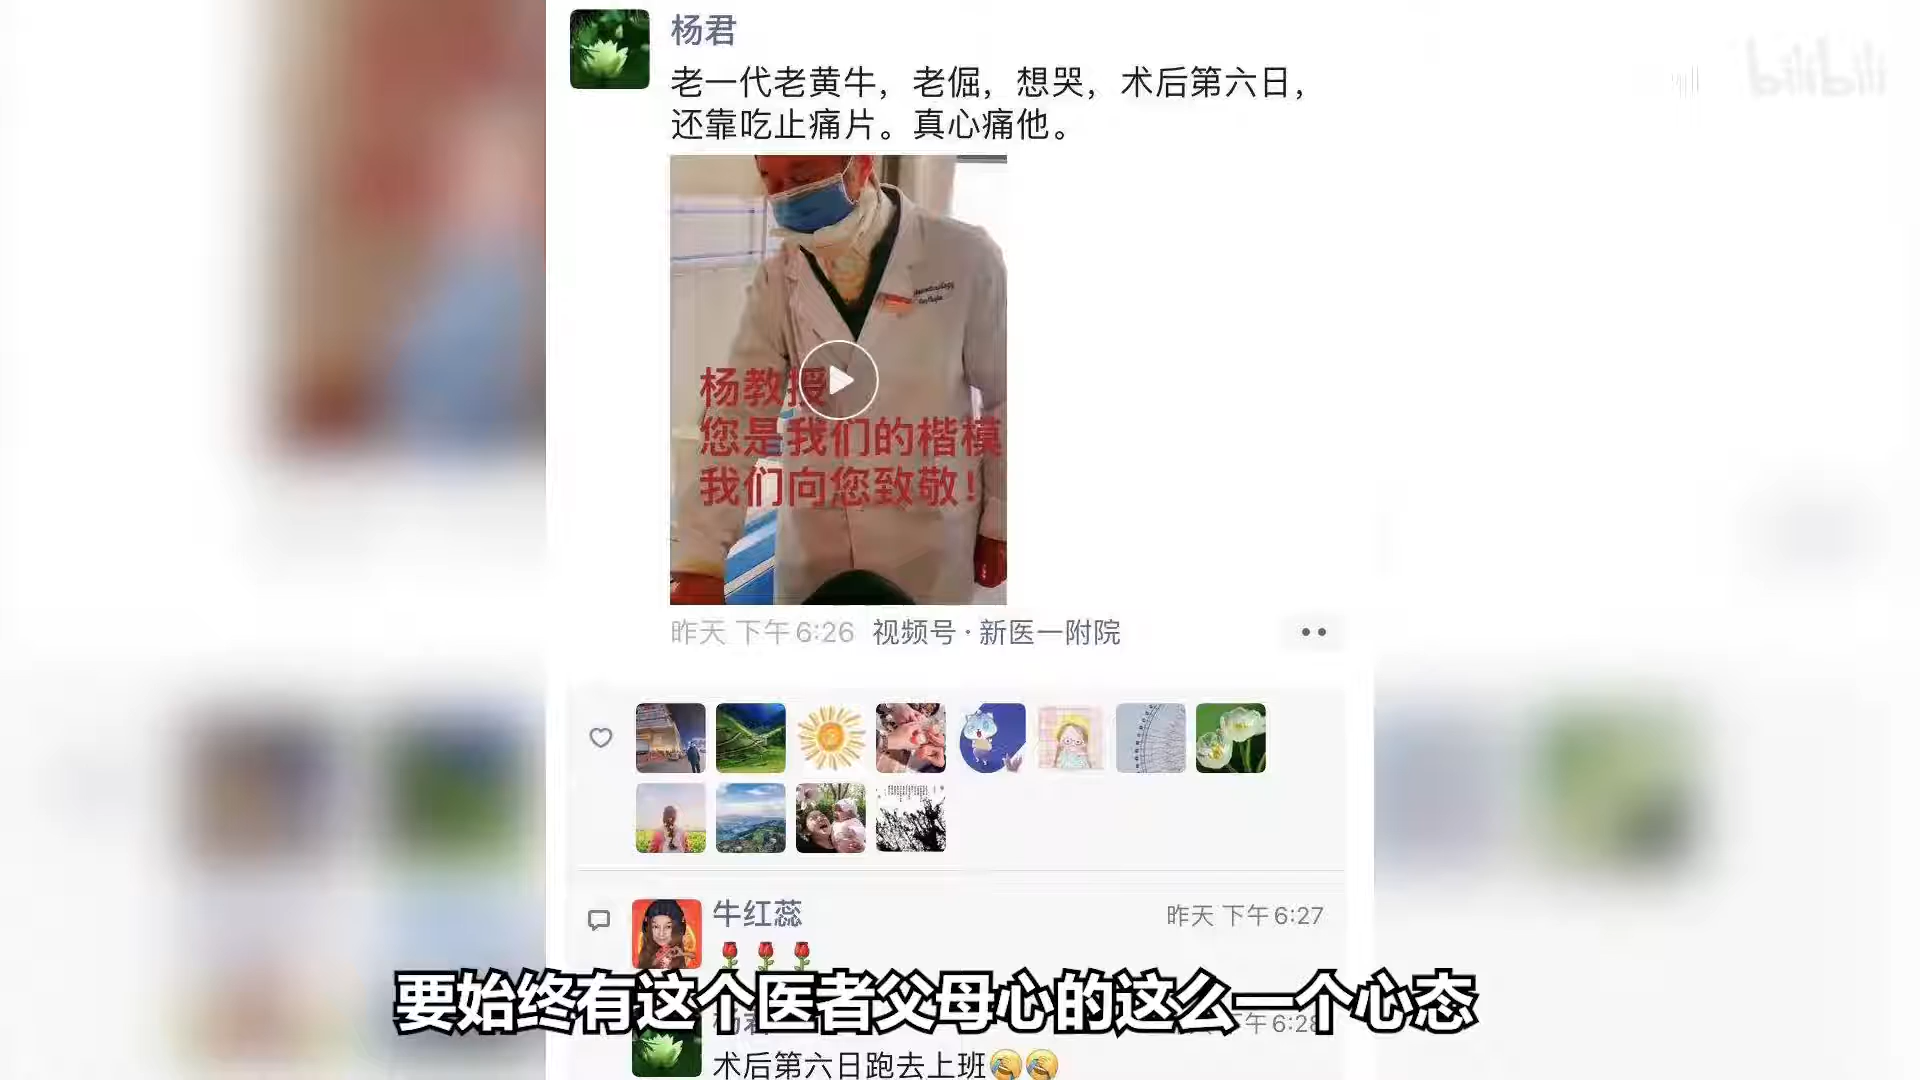 杨君
bilibili
老一代老黄牛，老倔，想哭，术后第六日，
还靠吃止痛片。真心痛他。
杨教授
您是我们的楷模
我们向您致敬！
昨天 下午6:26 视频号·新医一附院
牛红蕊
昨天 下午6:27
要始终有这个医者父母心的这么一个心态
下午6:28
术后第六日跑去上班